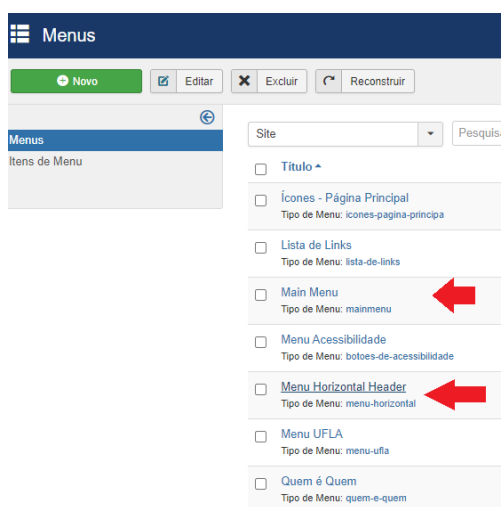 Menus
Novo
Editar
Excluir
Reconstruir
Menus
Itens de Menu
Site
Pesquisa
Título
Ícones - Página Principal
Tipo de Menu: icones-pagina-principa
Lista de Links
Tipo de Menu: lista-de-links
Main Menu
Tipo de Menu: mainmenu
Menu Acessibilidade
Tipo de Menu: botoes-de-acessibilidade
Menu Horizontal Header
Tipo de Menu: menu-horizontal
Menu UFLA
Tipo de Menu: menu-ufla
Quem é Quem
Tipo de Menu: quem-e-quem